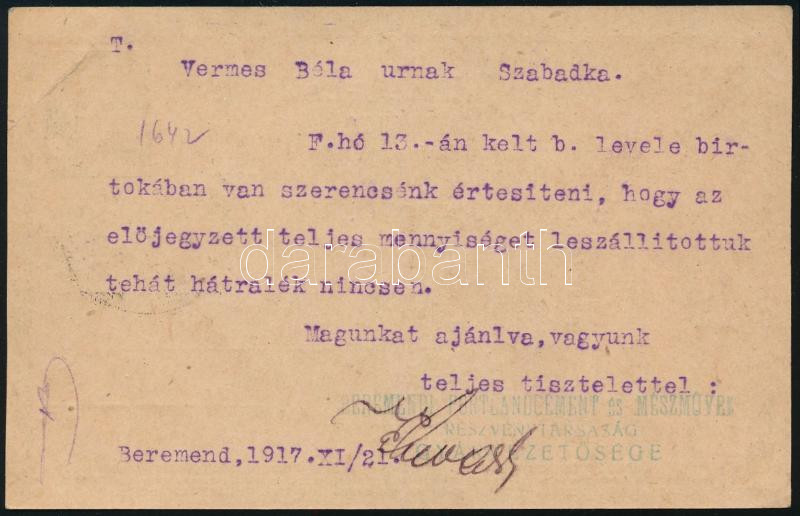 T.
Vermes Béla urnak Szabadka.
1642
F.hó 13.-án kelt b. levele bir-
tokában van szerencsénk értesiteni, hogy az
előjegyzett teljes mennyiséget leszállitottuk
darabanth
tehát hátralék nincsen.
Magunkat ajánlva, vagyunk
teljes tisztelettel :
BEREMENDI PORTLANDCEMENT és MÉSZMŰVEK
RÉSZVÉNYTÁRSASÁG
Beremend, 1917.XI/21.